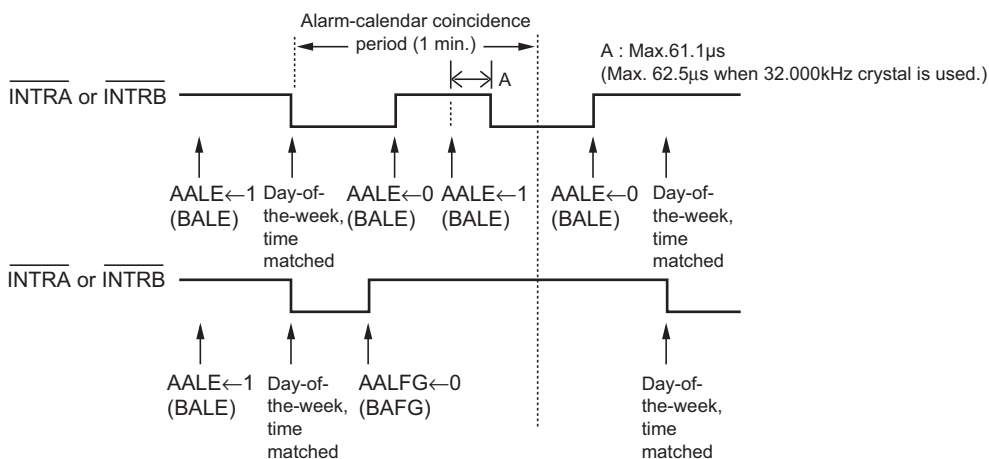 Alarm-calendar coincidence
period (1 min.)
A : Max.61.1μs
(Max. 62.5μs when 32.000kHz crystal is used.)
A
INTRA or INTRB
AALE←1
(BALE)
Day-of-
the-week,
time
matched
AALE←0
(BALE)
AALE←1
(BALE)
AALE←0
(BALE)
Day-of-
the-week,
time
matched
INTRA or INTRB
AALE←1
(BALE)
Day-of-
the-week,
time
matched
AALFG←0
(BAFG)
Day-of-
the-week,
time
matched